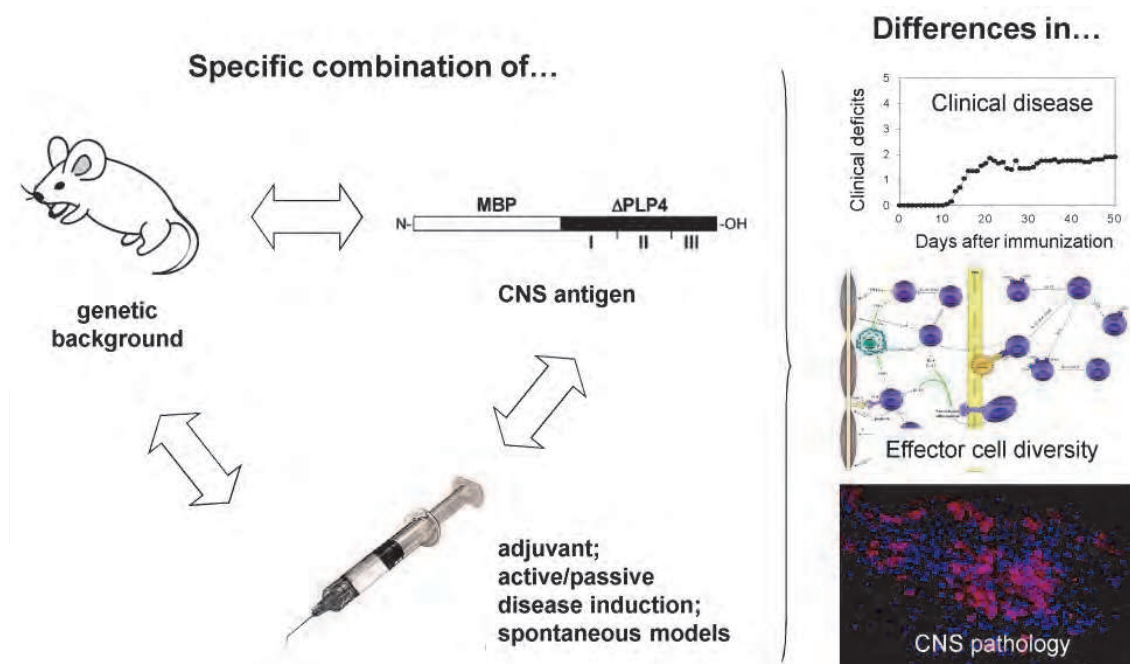 Specific combination of...
genetic
background
N-
MBP
ΔPLP4
-OH
I
II
III
CNS antigen
adjuvant;
active/passive
disease induction;
spontaneous models
Differences in...
Clinical deficits
5
4
3
2
1
0
Clinical disease
0 10 20 30 40 50
Days after immunization
Effector cell diversity
CNS pathology